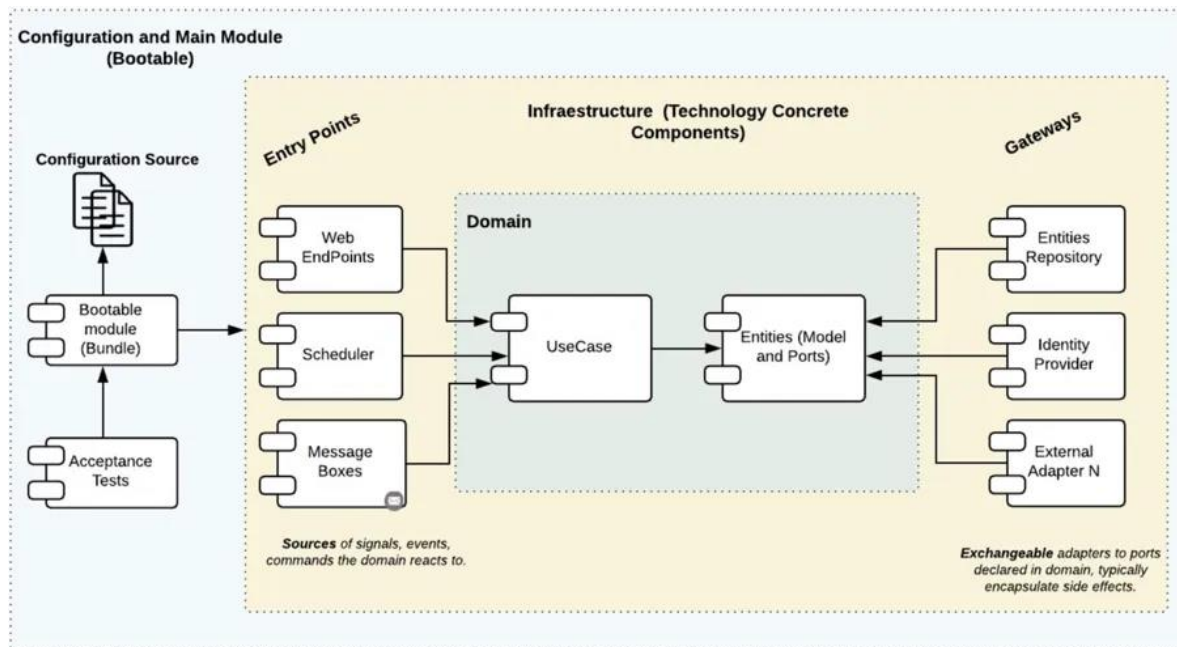 Configuration and Main Module
(Bootable)
Infraestructure (Technology Concrete
Components)
Entry Points
Gateways
Configuration Source
Domain
Web
EndPoints
Entities
Repository
Bootable
module
(Bundle)
Scheduler
UseCase
Entities (Model
and Ports)
Identity
Provider
Acceptance
Tests
Message
Boxes
External
Adapter N
Sources of signals, events,
commands the domain reacts to.
Exchangeable adapters to ports
declared in domain, typically
encapsulate side effects.